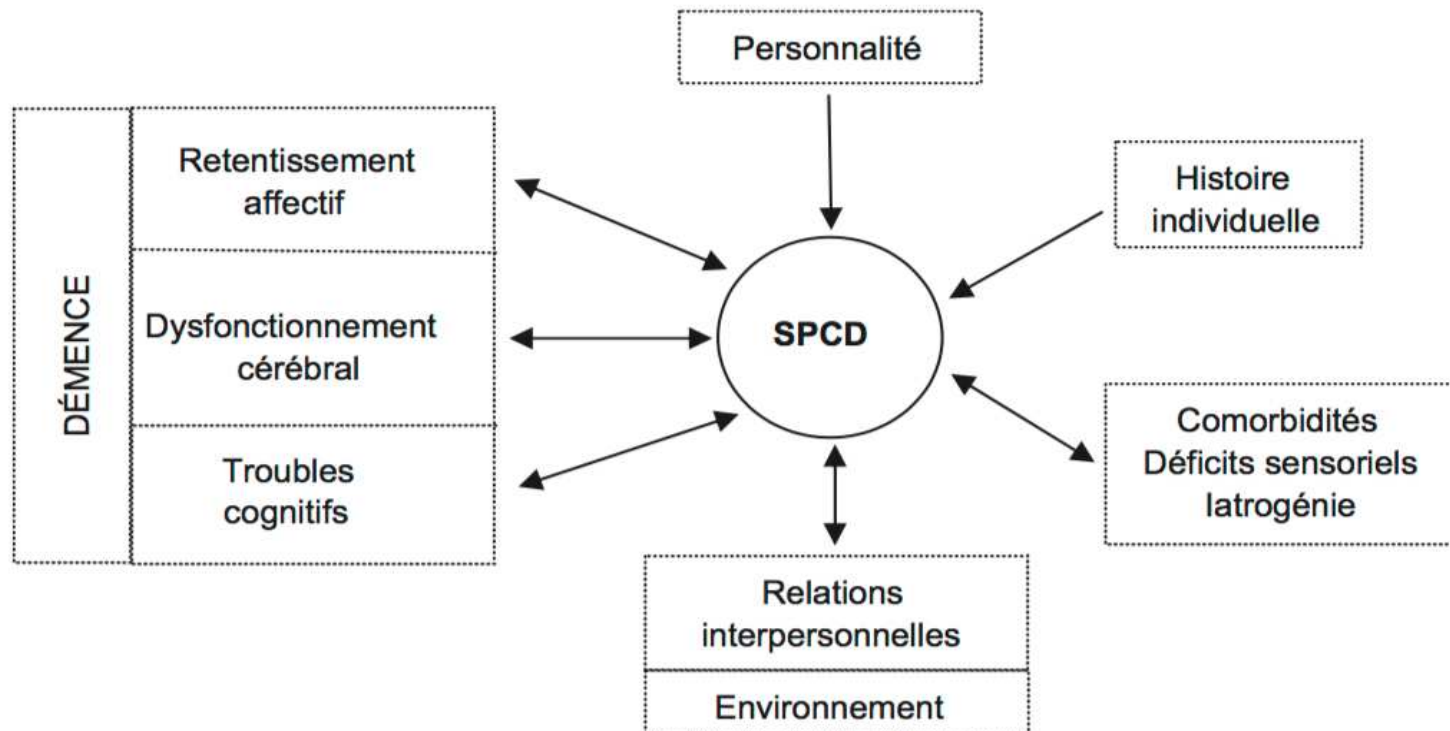 Personnalité
DÉMENCE
Retentissement
affectif
Dysfonctionnement
cérébral
Troubles
cognitifs
SPCD
Histoire
individuelle
Comorbidités
Déficits sensoriels
Iatrogénie
Relations
interpersonnelles
Environnement